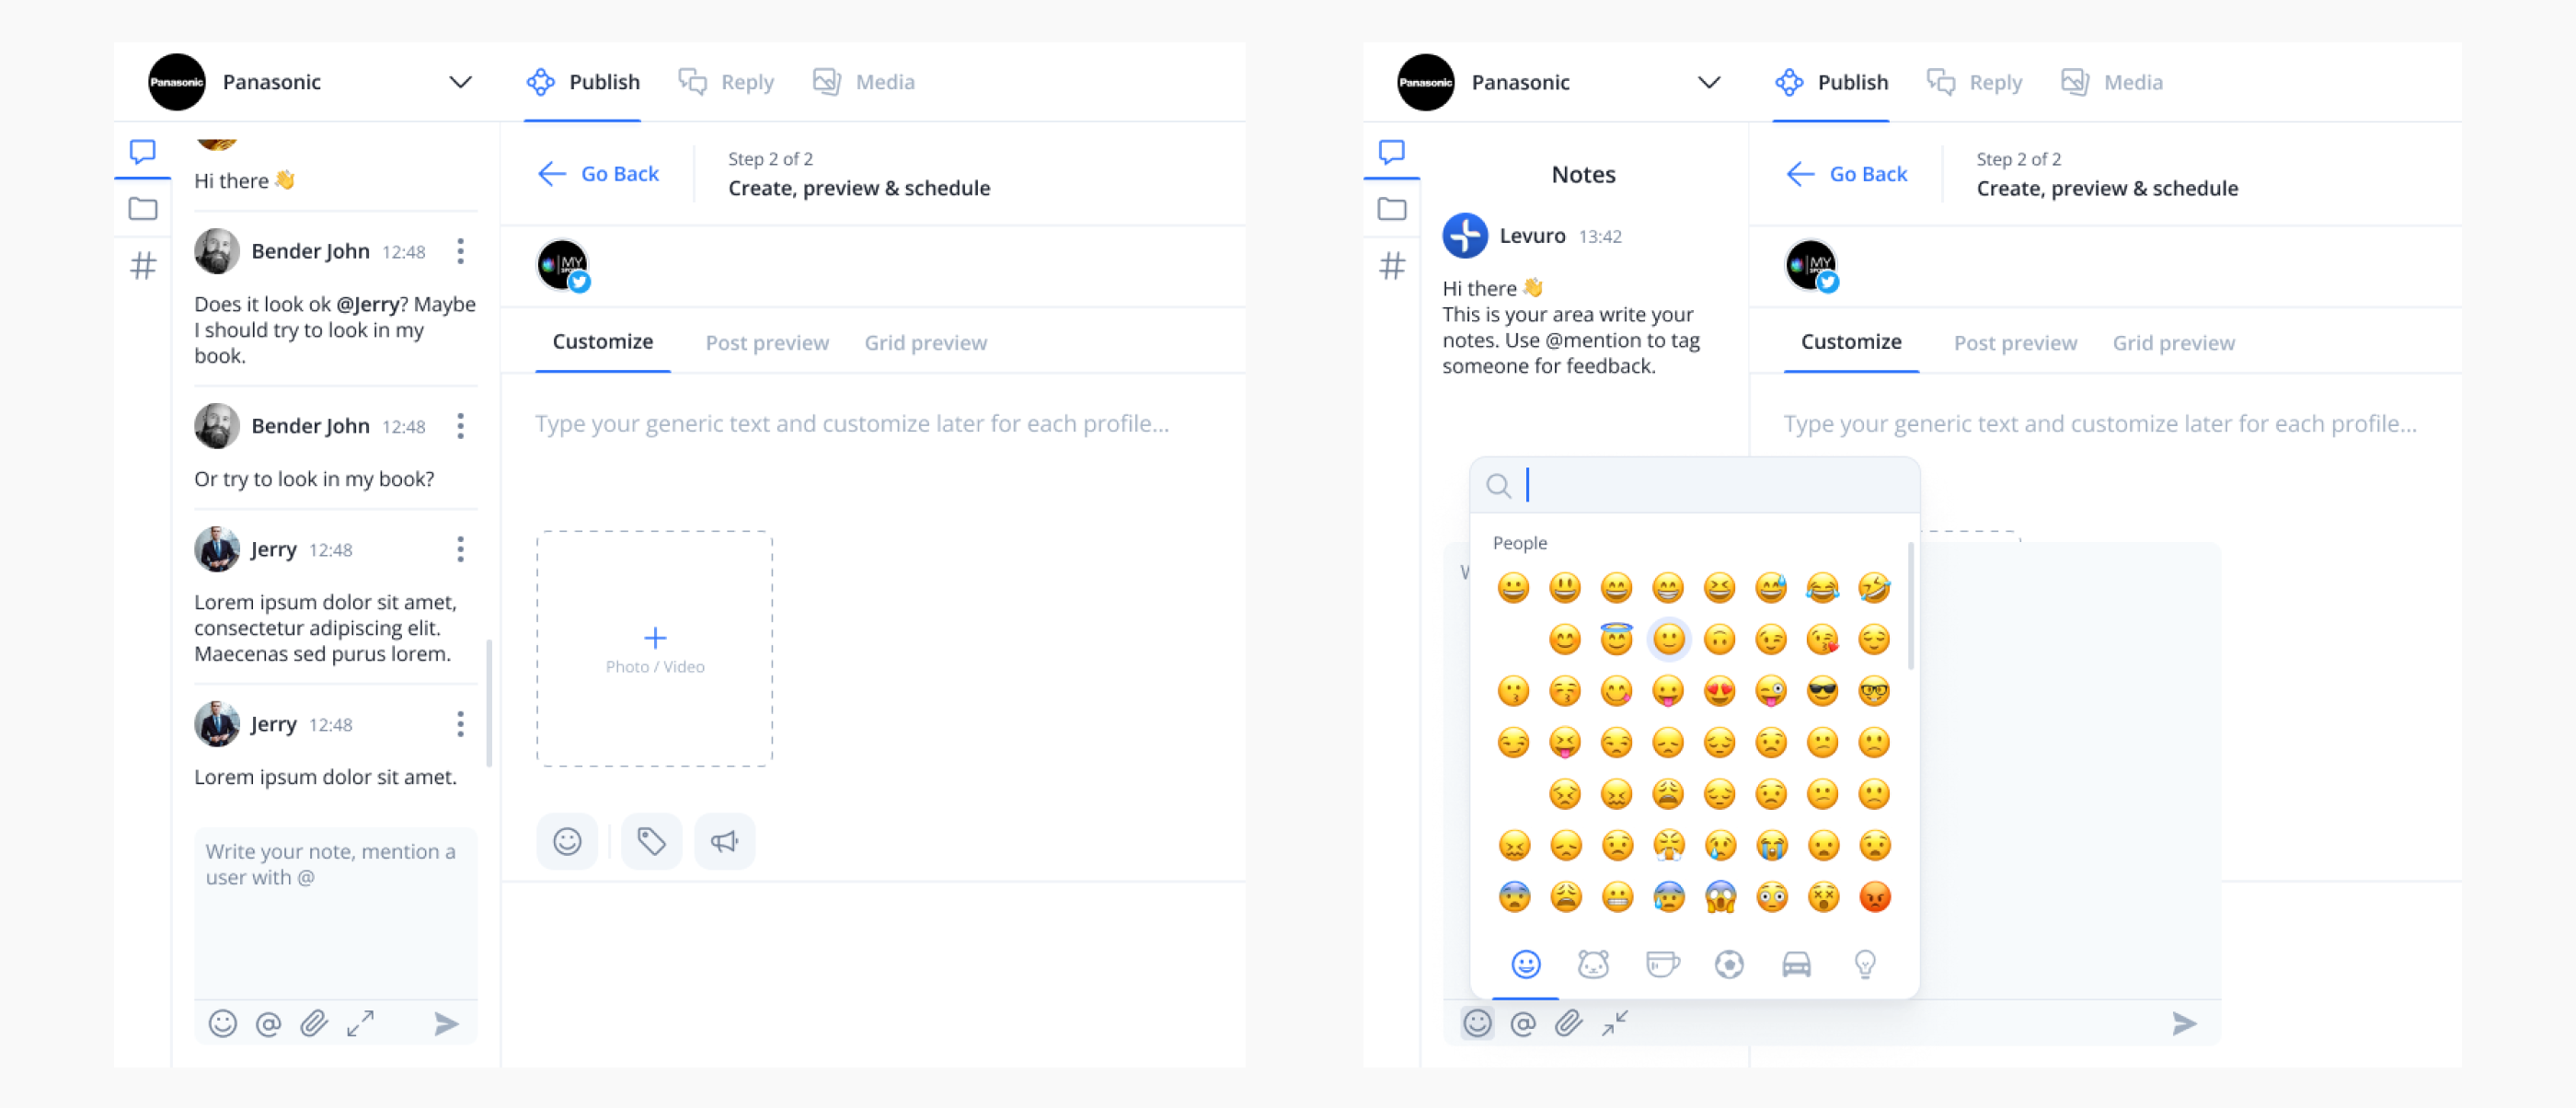 Panasonic
Panasonic
Publish
Reply
Media
Hi there 👋
Bender John 12:48
Does it look ok @Jerry? Maybe
I should try to look in my
book.
Bender John 12:48
Or try to look in my book?
Jerry 12:48
Lorem ipsum dolor sit amet,
consectetur adipiscing elit.
Maecenas sed purus lorem.
Jerry 12:48
Lorem ipsum dolor sit amet.
Write your note, mention a
user with @
Go Back
Step 2 of 2
Create, preview & schedule
MY
Customize
Post preview
Grid preview
Type your generic text and customize later for each profile...
Photo / Video
Panasonic
Panasonic
Publish
Reply
Media
Notes
Levuro 13:42
Hi there 👋
This is your area write your
notes. Use @mention to tag
someone for feedback.
Go Back
Step 2 of 2
Create, preview & schedule
MY
Customize
Post preview
Grid preview
Type your generic text and customize later for each profile...
People